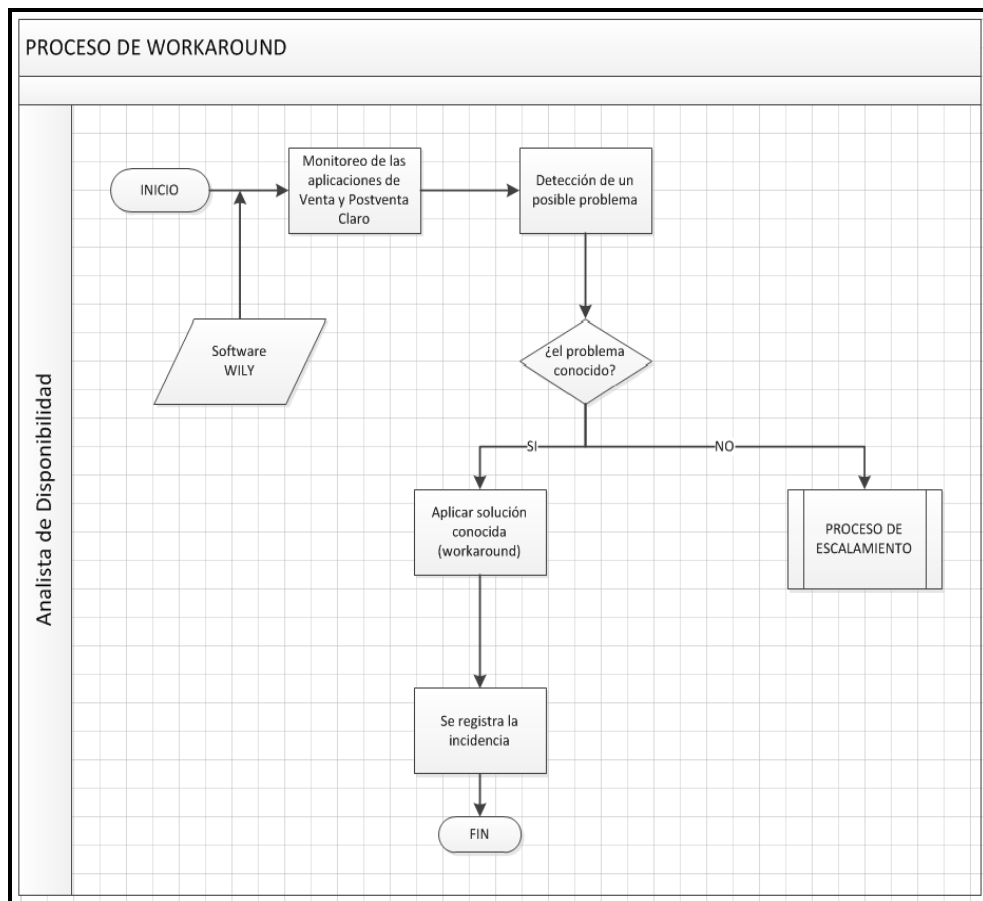 PROCESO DE WORKAROUND
Analista de Disponibilidad
INICIO
Monitoreo de las
aplicaciones de
Venta y Postventa
Claro
Detección de un
posible problema
Software
WILY
¿el problema
conocido?
SI
NO
Aplicar solución
conocida
(workaround)
PROCESO DE
ESCALAMIENTO
Se registra la
incidencia
FIN